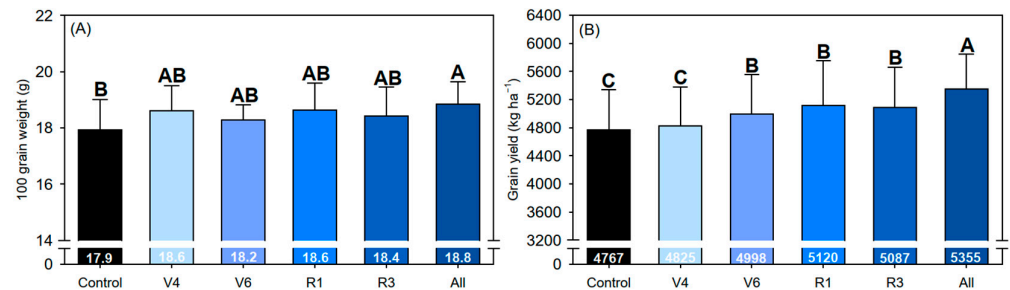 (A)
100 grain weight (g)
22
20
18
16
14
0
B
AB
AB
AB
AB
A
17.9
18.6
18.2
18.6
18.4
18.8
Control
V4
V6
R1
R3
All
(B)
Grain yield (kg ha⁻¹)
6400
6000
5600
5200
4800
4400
4000
3600
3200
0
C
C
B
B
B
A
4767
4825
4998
5120
5087
5355
Control
V4
V6
R1
R3
All